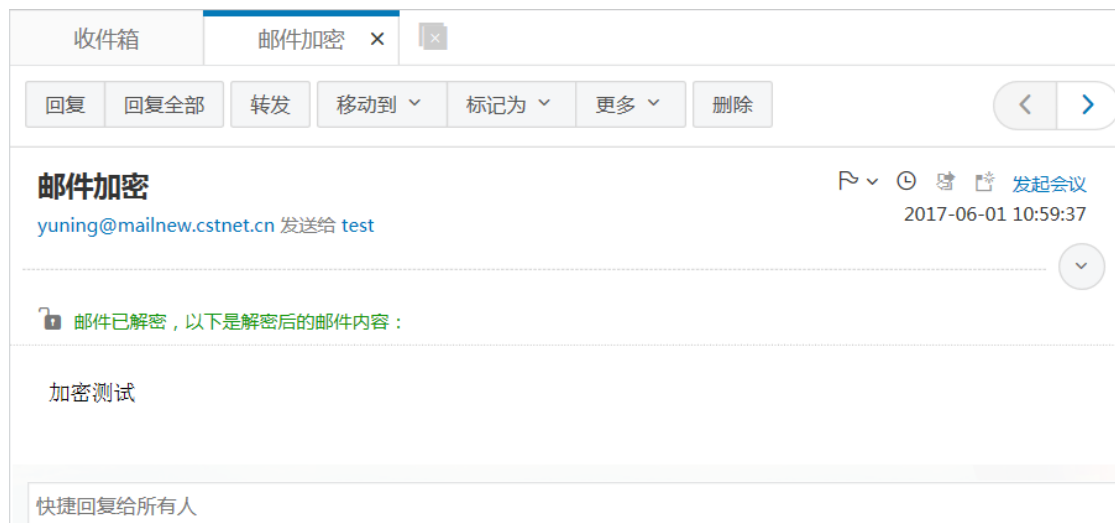 收件箱 邮件加密
回复 回复全部 转发 移动到 标记为 更多 删除
邮件加密
发起会议
yuning@mailnew.cstnet.cn 发送给 test
2017-06-01 10:59:37
邮件已解密，以下是解密后的邮件内容：
加密测试
快捷回复给所有人